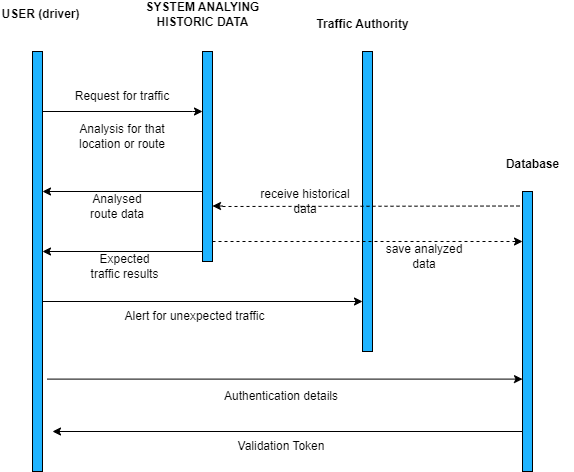 USER (driver)
SYSTEM ANALYING
HISTORIC DATA
Traffic Authority
Request for traffic
Analysis for that
location or route
Database
Analysed
route data
receive historical
data
save analyzed
data
Expected
traffic results
Alert for unexpected traffic
Authentication details
Validation Token